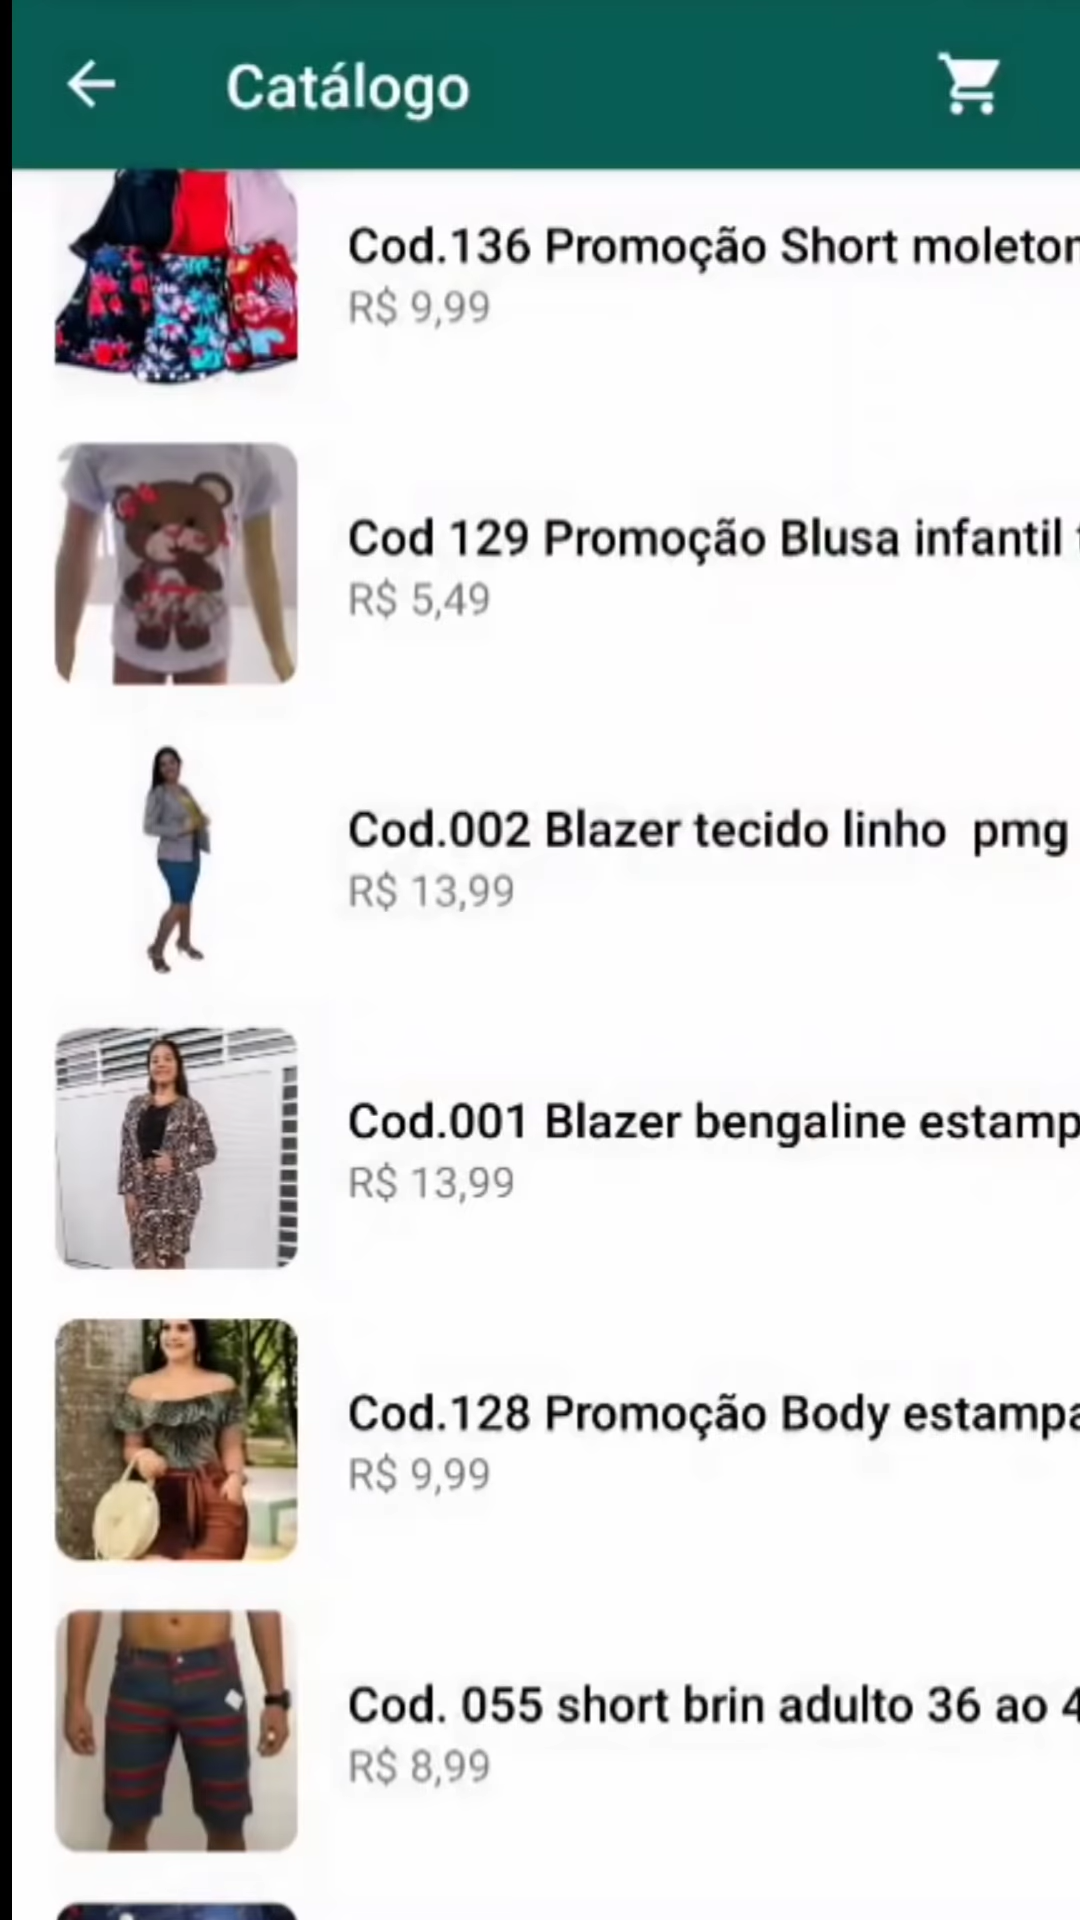 Catálogo
Cod.136 Promoção Short moleton
R$ 9,99
Cod 129 Promoção Blusa infantil
R$ 5,49
Cod.002 Blazer tecido linho  pmg
R$ 13,99
Cod.001 Blazer bengaline estamp
R$ 13,99
Cod.128 Promoção Body estampa
R$ 9,99
Cod. 055 short brin adulto 36 ao 4
R$ 8,99